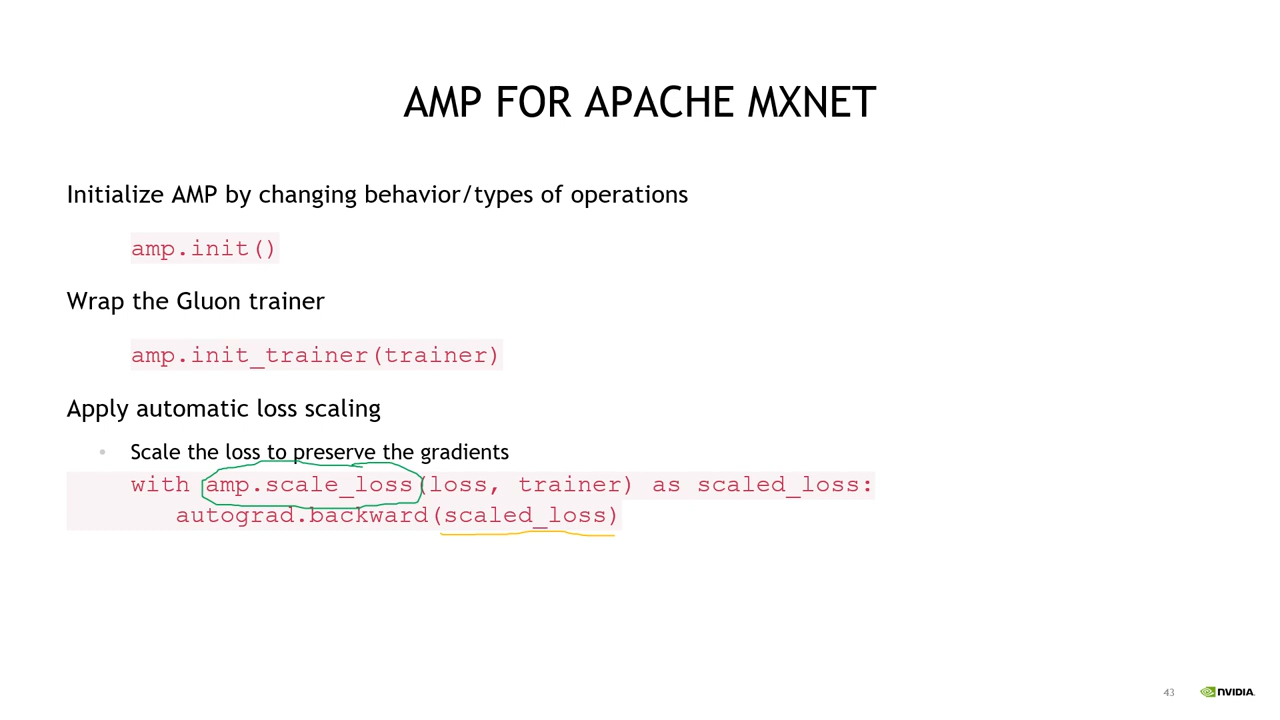 AMP FOR APACHE MXNET
Initialize AMP by changing behavior/types of operations
amp.init()
Wrap the Gluon trainer
amp.init_trainer(trainer)
Apply automatic loss scaling
• Scale the loss to preserve the gradients
with amp.scale_loss(loss, trainer) as scaled_loss:
autograd.backward(scaled_loss)
43
NVIDIA.